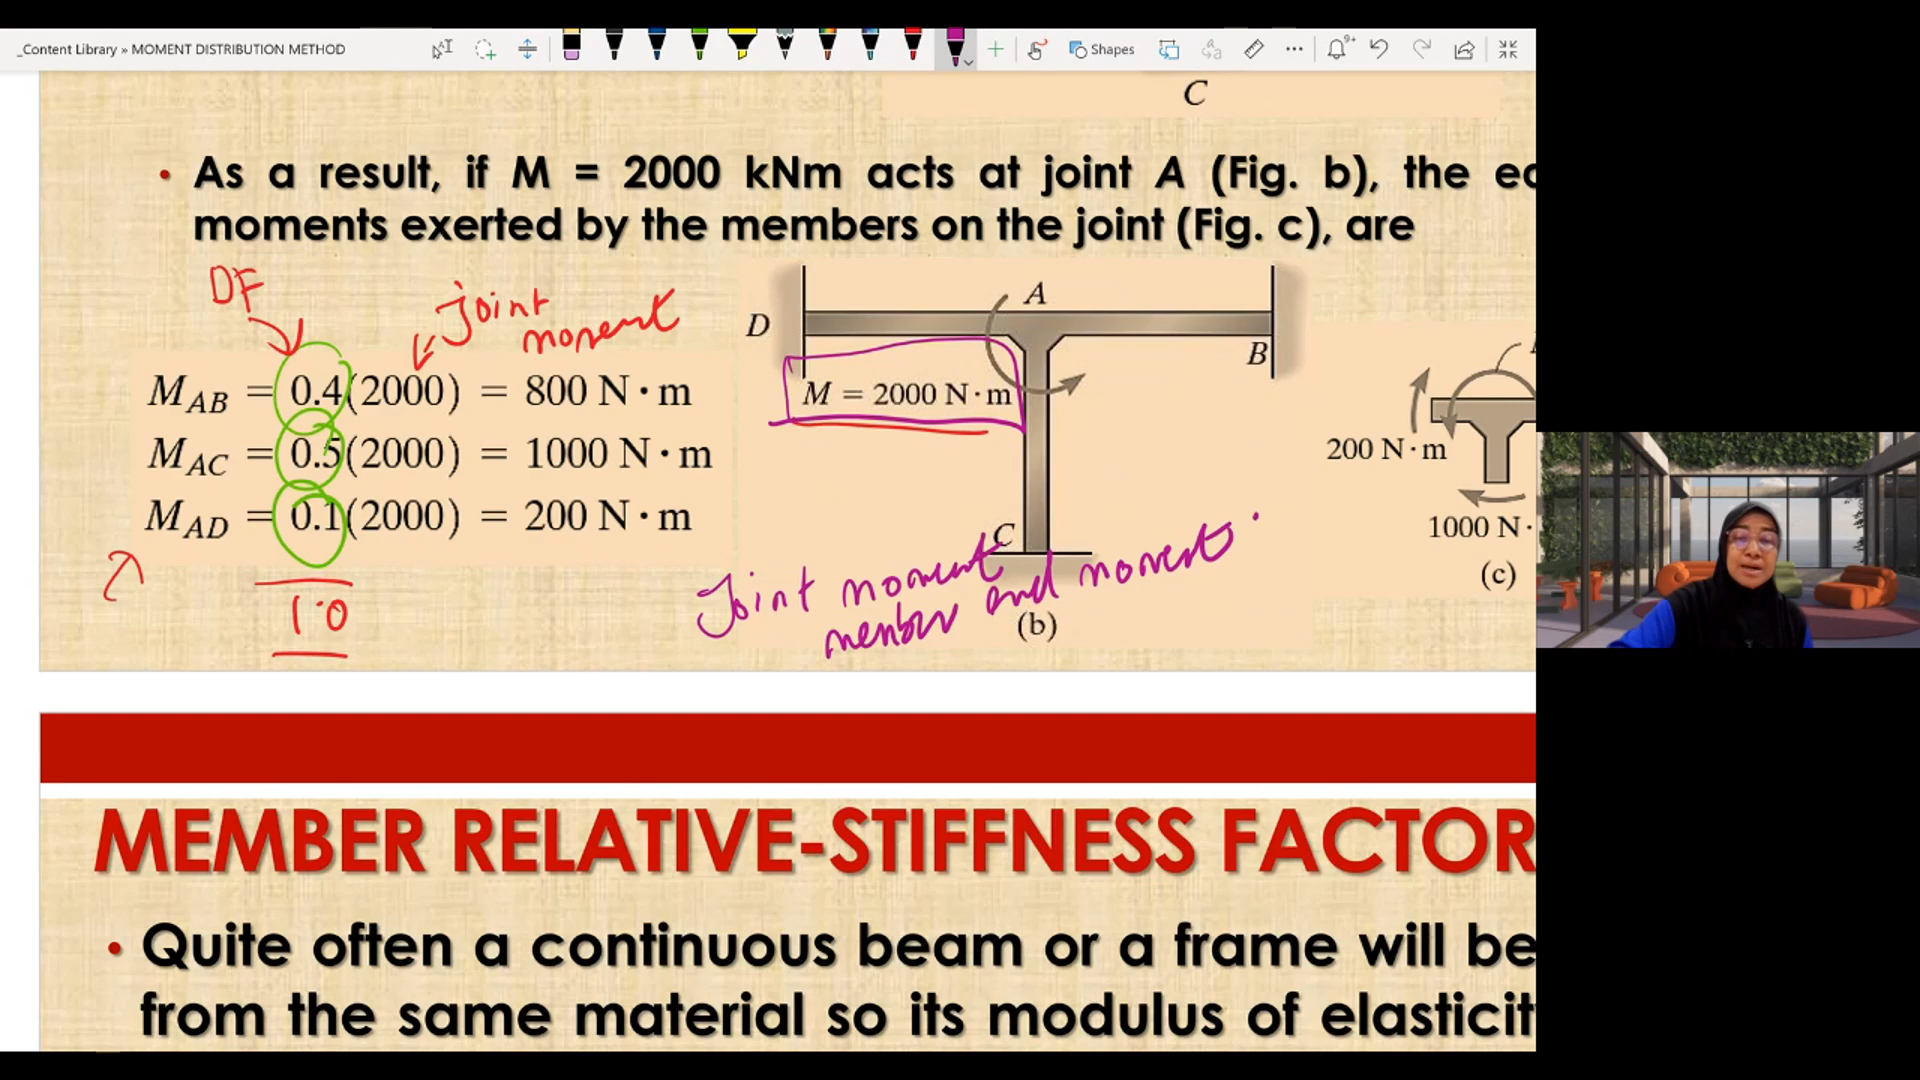 _Content Library » MOMENT DISTRIBUTION METHOD
Shapes
9+
C
• As a result, if M = 2000 kNm acts at joint A (Fig. b), the
moments exerted by the members on the joint (Fig. c), are
DF
joint
moment
M_AB = 0.4(2000) = 800 N·m
M_AC = 0.5(2000) = 1000 N·m
M_AD = 0.1(2000) = 200 N·m
1.0
A
D
B
M = 2000 N·m
C
Joint moment
member end moment
(b)
200 N·m
1000 N·
(c)
MEMBER RELATIVE-STIFFNESS FACTOR
• Quite often a continuous beam or a frame will be
from the same material so its modulus of elasticit